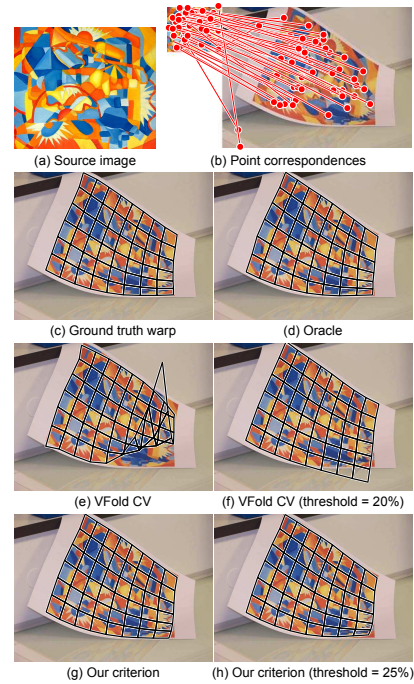 (a) Source image
(b) Point correspondences
(c) Ground truth warp
(d) Oracle
(e) VFold CV
(f) VFold CV (threshold = 20%)
(g) Our criterion
(h) Our criterion (threshold = 25%)